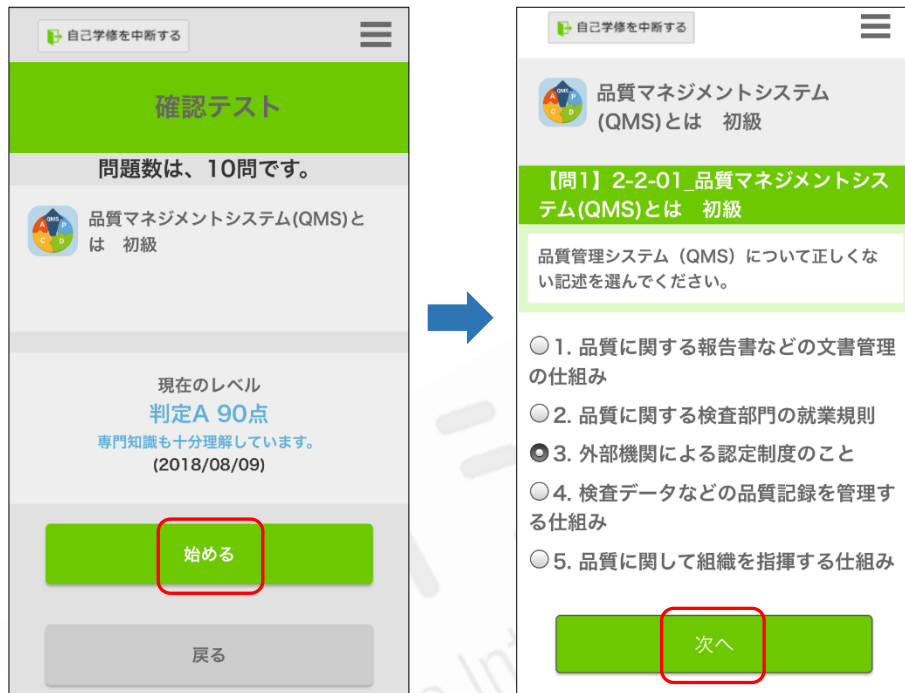 自己学修を中断する
確認テスト
問題数は、10問です。
品質マネジメントシステム(QMS)と
は 初級
現在のレベル
判定A 90点
専門知識も十分理解しています。
(2018/08/09)
始める
戻る
自己学修を中断する
品質マネジメントシステム
(QMS)とは 初級
【問1】2-2-01_品質マネジメントシス
テム(QMS)とは 初級
品質管理システム（QMS）について正しくな
い記述を選んでください。
1. 品質に関する報告書などの文書管理
の仕組み
2. 品質に関する検査部門の就業規則
3. 外部機関による認定制度のこと
4. 検査データなどの品質記録を管理す
る仕組み
5. 品質に関して組織を指揮する仕組み
次へ